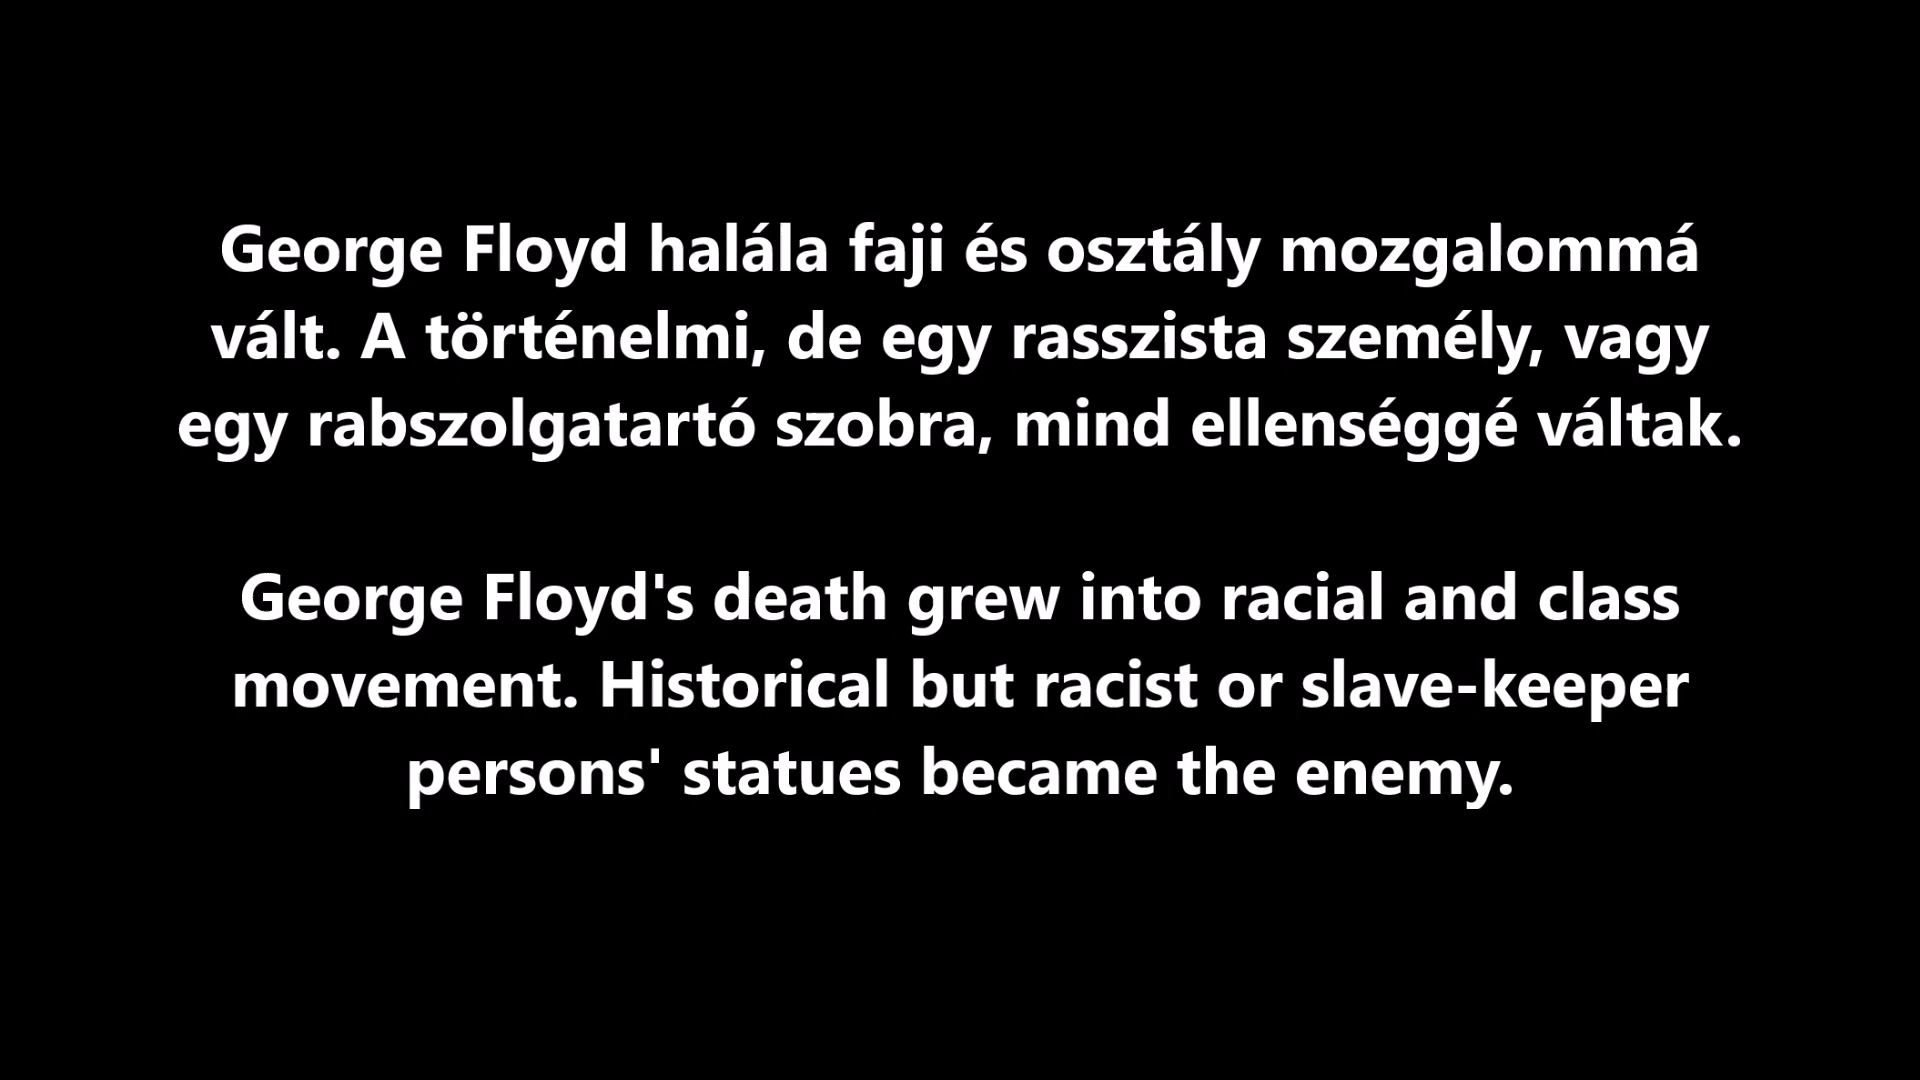 George Floyd halála faji és osztály mozgalommá
vált. A történelmi, de egy rasszista személy, vagy
egy rabszolgatartó szobra, mind ellenséggé váltak.
George Floyd's death grew into racial and class
movement. Historical but racist or slave-keeper
persons' statues became the enemy.